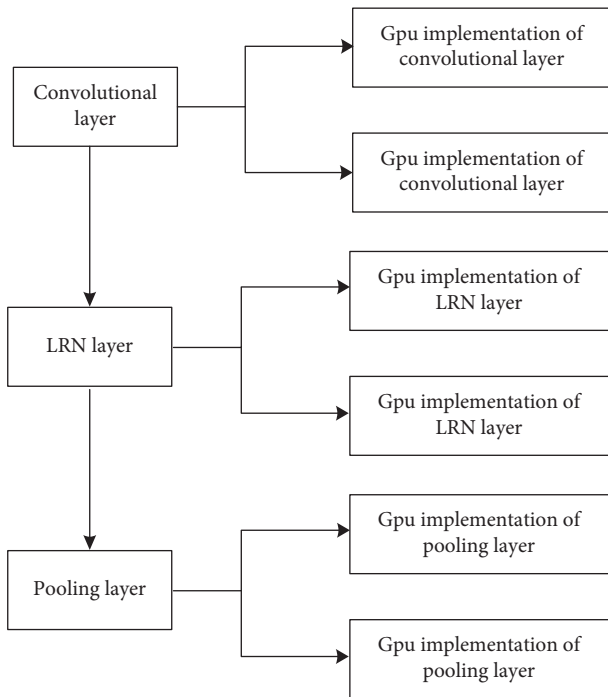 Gpu implementation of
convolutional layer
Convolutional
layer
Gpu implementation of
convolutional layer
Gpu implementation of
LRN layer
LRN layer
Gpu implementation of
LRN layer
Gpu implementation of
pooling layer
Pooling layer
Gpu implementation of
pooling layer